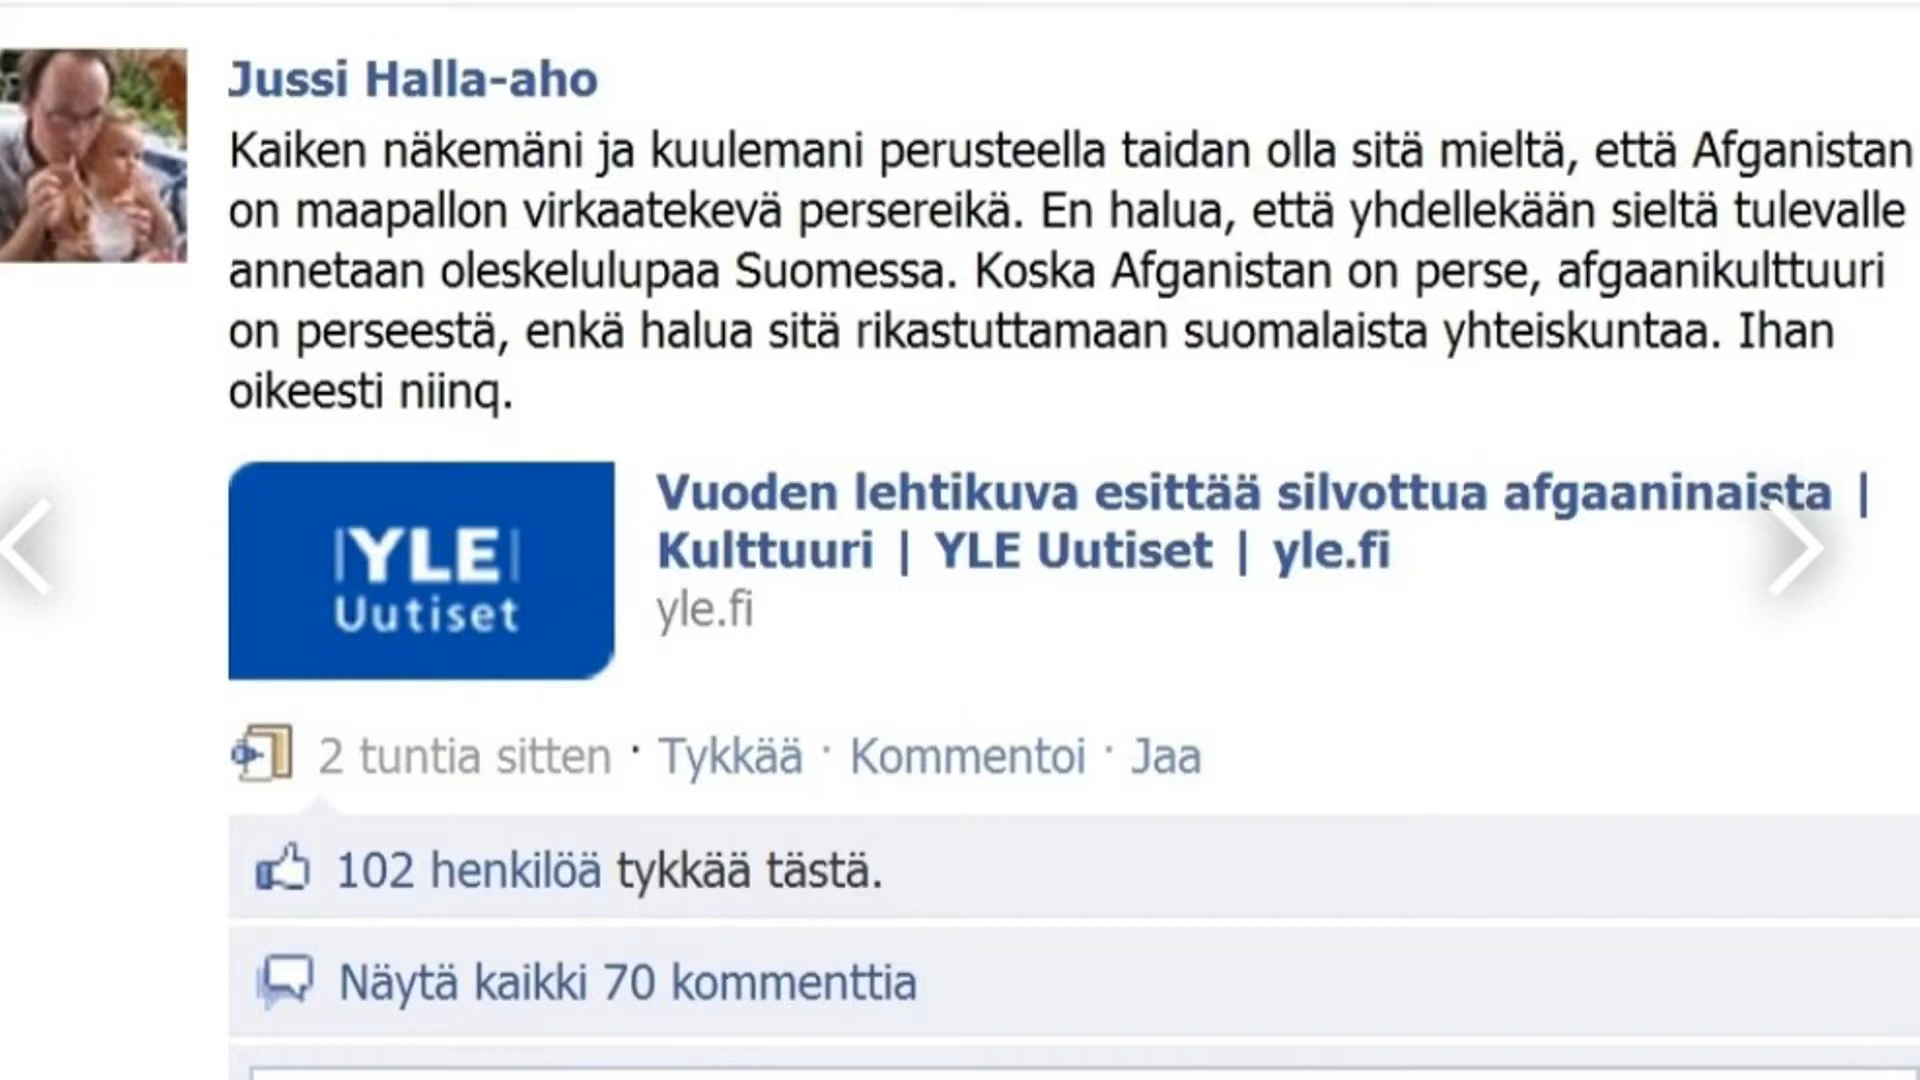 Jussi Halla-aho
Kaiken näkemäni ja kuulemani perusteella taidan olla sitä mieltä, että Afganistan
on maapallon virkaatekevä persereikä. En halua, että yhdellekään sieltä tulevalle
annetaan oleskelulupaa Suomessa. Koska Afganistan on perse, afgaanikulttuuri
on perseestä, enkä halua sitä rikastuttamaan suomalaista yhteiskuntaa. Ihan
oikeesti niinq.
YLE
Uutiset
Vuoden lehtikuva esittää silvottua afgaaninaista |
Kulttuuri | YLE Uutiset | yle.fi
yle.fi
2 tuntia sitten · Tykkää · Kommentoi · Jaa
102 henkilöä tykkää tästä.
Näytä kaikki 70 kommenttia